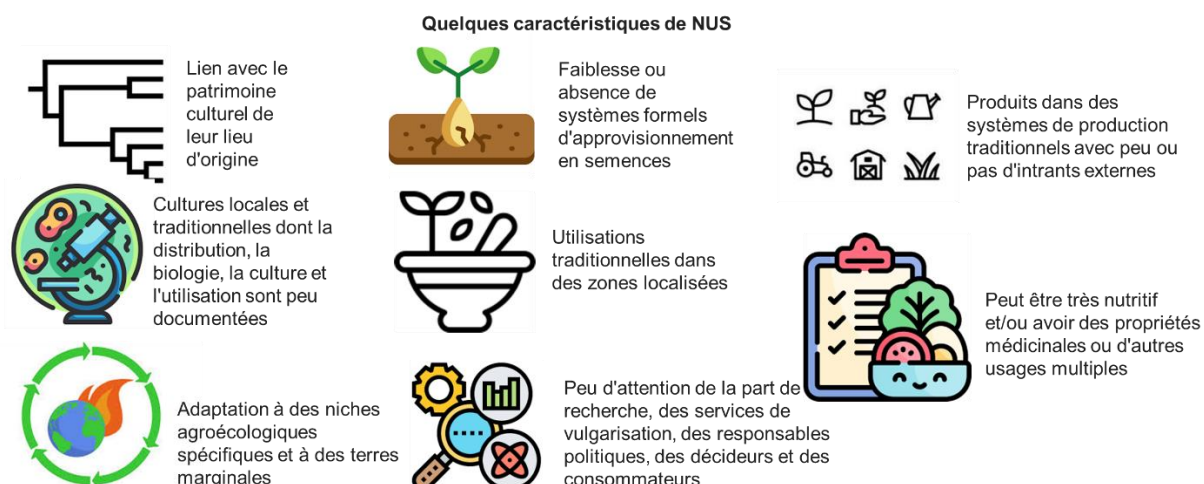 Quelques caractéristiques de NUS
Lien avec le
patrimoine
culturel de
leur lieu
d'origine
Faiblesse ou
absence de
systèmes formels
d'approvisionnement
en semences
Produits dans des
systèmes de production
traditionnels avec peu ou
pas d'intrants externes
Cultures locales et
traditionnelles dont la
distribution, la
biologie, la culture et
l'utilisation sont peu
documentées
Utilisations
traditionnelles dans
des zones localisées
Peut être très nutritif
et/ou avoir des propriétés
médicinales ou d'autres
usages multiples
Adaptation à des niches
agroécologiques
spécifiques et à des terres
marginales
Peu d'attention de la part de
recherche, des services de
vulgarisation, des responsables
politiques, des décideurs et des
consommateurs